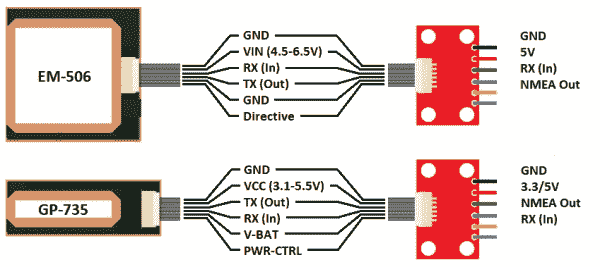 EM-506
GND
VIN (4.5-6.5V)
RX (In)
TX (Out)
GND
Directive
GND
5V
RX (In)
NMEA Out
GP-735
GND
VCC (3.1-5.5V)
TX (Out)
RX (In)
V-BAT
PWR-CTRL
GND
3.3/5V
NMEA Out
RX (In)